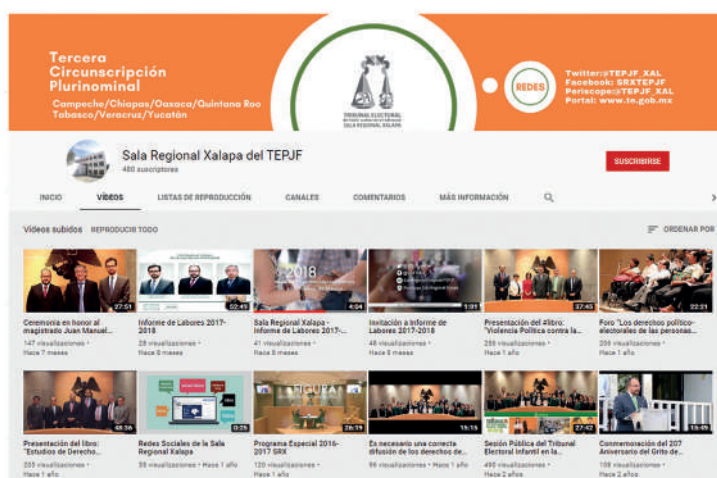 Tercera
Circunscripción
Plurinominal
Campeche/Chiapas/Oaxaca/Quintana Roo
Tabasco/Veracruz/Yucatán
TRIBUNAL ELECTORAL
SALA REGIONAL XALAPA
REDES
Twitter:@TEPJF_XAL
Facebook: SRXTEPJF
Periscope:@TEPJF_XAL
Portal: www.te.gob.mx
Sala Regional Xalapa del TEPJF
480 suscriptores
SUSCRIBIRSE
INICIO VÍDEOS LISTAS DE REPRODUCCIÓN CANALES COMENTARIOS MÁS INFORMACIÓN
Vídeos subidos REPRODUCIR TODO
ORDENAR POR
27:51
52:45
2018
4:04
1:01
37:45
22:21
Ceremonia en honor al
magistrado Juan Manuel...
147 visualizaciones •
Hace 7 meses
Informe de Labores 2017-
2018
28 visualizaciones •
Hace 8 meses
Sala Regional Xalapa -
Informe de Labores 2017-...
41 visualizaciones •
Hace 8 meses
Invitación a Informe de
Labores 2017-2018
48 visualizaciones •
Hace 8 meses
Presentación del #libro:
"Violencia Política contra la...
256 visualizaciones •
Hace 1 año
Foro "Los derechos político-
electorales de las personas...
206 visualizaciones •
Hace 1 año
48:36
0:25
FIGURA
26:19
15:15
27:42
15:49
Presentación del libro:
"Estudios de Derecho...
203 visualizaciones •
Hace 1 año
Redes Sociales de la Sala
Regional Xalapa
38 visualizaciones • Hace 1 año
Programa Especial 2016-
2017 SRX
120 visualizaciones •
Hace 1 año
Es necesario una correcta
difusión de los derechos de...
96 visualizaciones • Hace 1 año
Sesión Pública del Tribunal
Electoral Infantil en la...
490 visualizaciones •
Hace 2 años
Conmemoración del 207
Aniversario del Grito de...
108 visualizaciones •
Hace 2 años